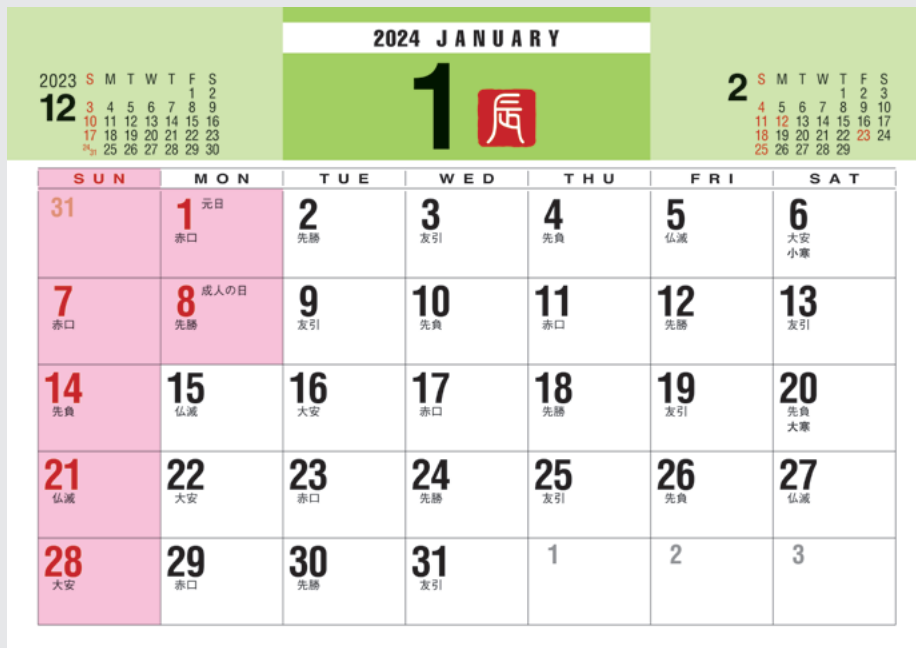 2024 JANUARY
1 辰
2023 S M T W T F S
12
1 2
3 4 5 6 7 8 9
10 11 12 13 14 15 16
17 18 19 20 21 22 23
24/31 25 26 27 28 29 30
2 S M T W T F S
1 2 3
4 5 6 7 8 9 10
11 12 13 14 15 16 17
18 19 20 21 22 23 24
25 26 27 28 29
SUN MON TUE WED THU FRI SAT
31 1 元日 2 3 4 5 6
赤口 先勝 友引 先負 仏滅 大安
小寒
7 8 成人の日 9 10 11 12 13
赤口 先勝 友引 先負 赤口 先勝 友引
14 15 16 17 18 19 20
先負 仏滅 大安 赤口 先勝 友引 先負
大寒
21 22 23 24 25 26 27
仏滅 大安 赤口 先勝 友引 先負 仏滅
28 29 30 31 1 2 3
大安 赤口 先勝 友引